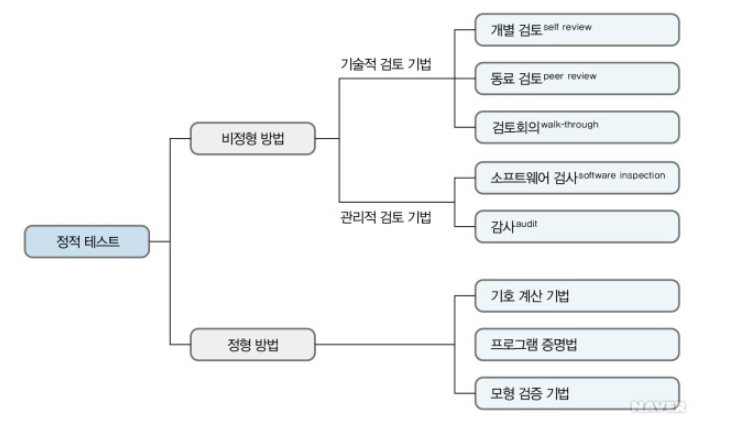 개별 검토self review
기술적 검토 기법
동료 검토peer review
검토회의walk-through
비정형 방법
소프트웨어 검사software inspection
관리적 검토 기법
감사audit
정적 테스트
기호 계산 기법
정형 방법
프로그램 증명법
모형 검증 기법
NAVER